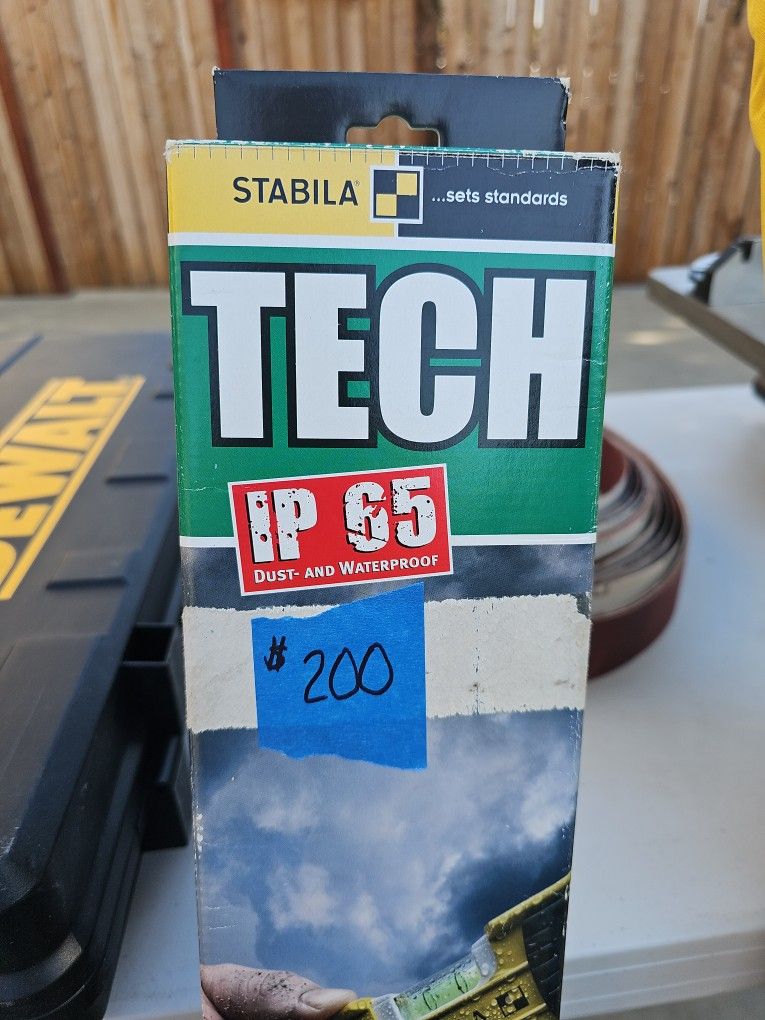 STABILA®
...sets standards
TECH
IP 65
DUST- AND WATERPROOF
$200
DEWALT